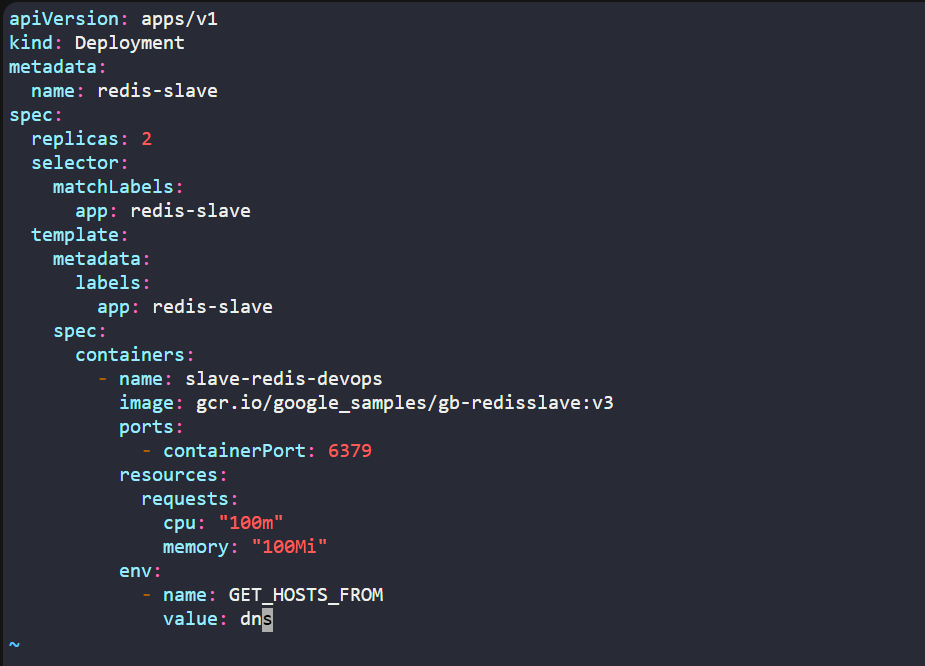 apiVersion: apps/v1
kind: Deployment
metadata:
  name: redis-slave
spec:
  replicas: 2
  selector:
    matchLabels:
      app: redis-slave
  template:
    metadata:
      labels:
        app: redis-slave
    spec:
      containers:
        - name: slave-redis-devops
          image: gcr.io/google_samples/gb-redisslave:v3
          ports:
            - containerPort: 6379
          resources:
            requests:
              cpu: "100m"
              memory: "100Mi"
          env:
            - name: GET_HOSTS_FROM
              value: dns
~